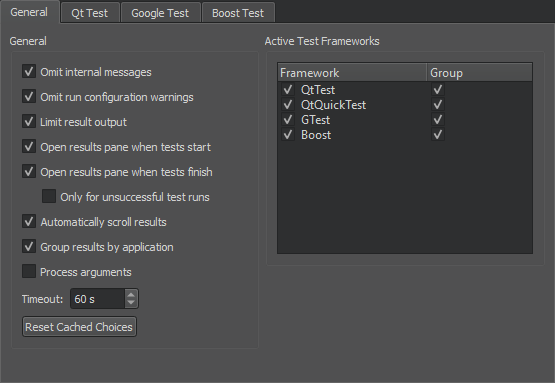 General Qt Test Google Test Boost Test
General
Omit internal messages
Omit run configuration warnings
Limit result output
Open results pane when tests start
Open results pane when tests finish
Only for unsuccessful test runs
Automatically scroll results
Group results by application
Process arguments
Timeout: 60 s
Reset Cached Choices
Active Test Frameworks
Framework Group
QtTest
QtQuickTest
GTest
Boost